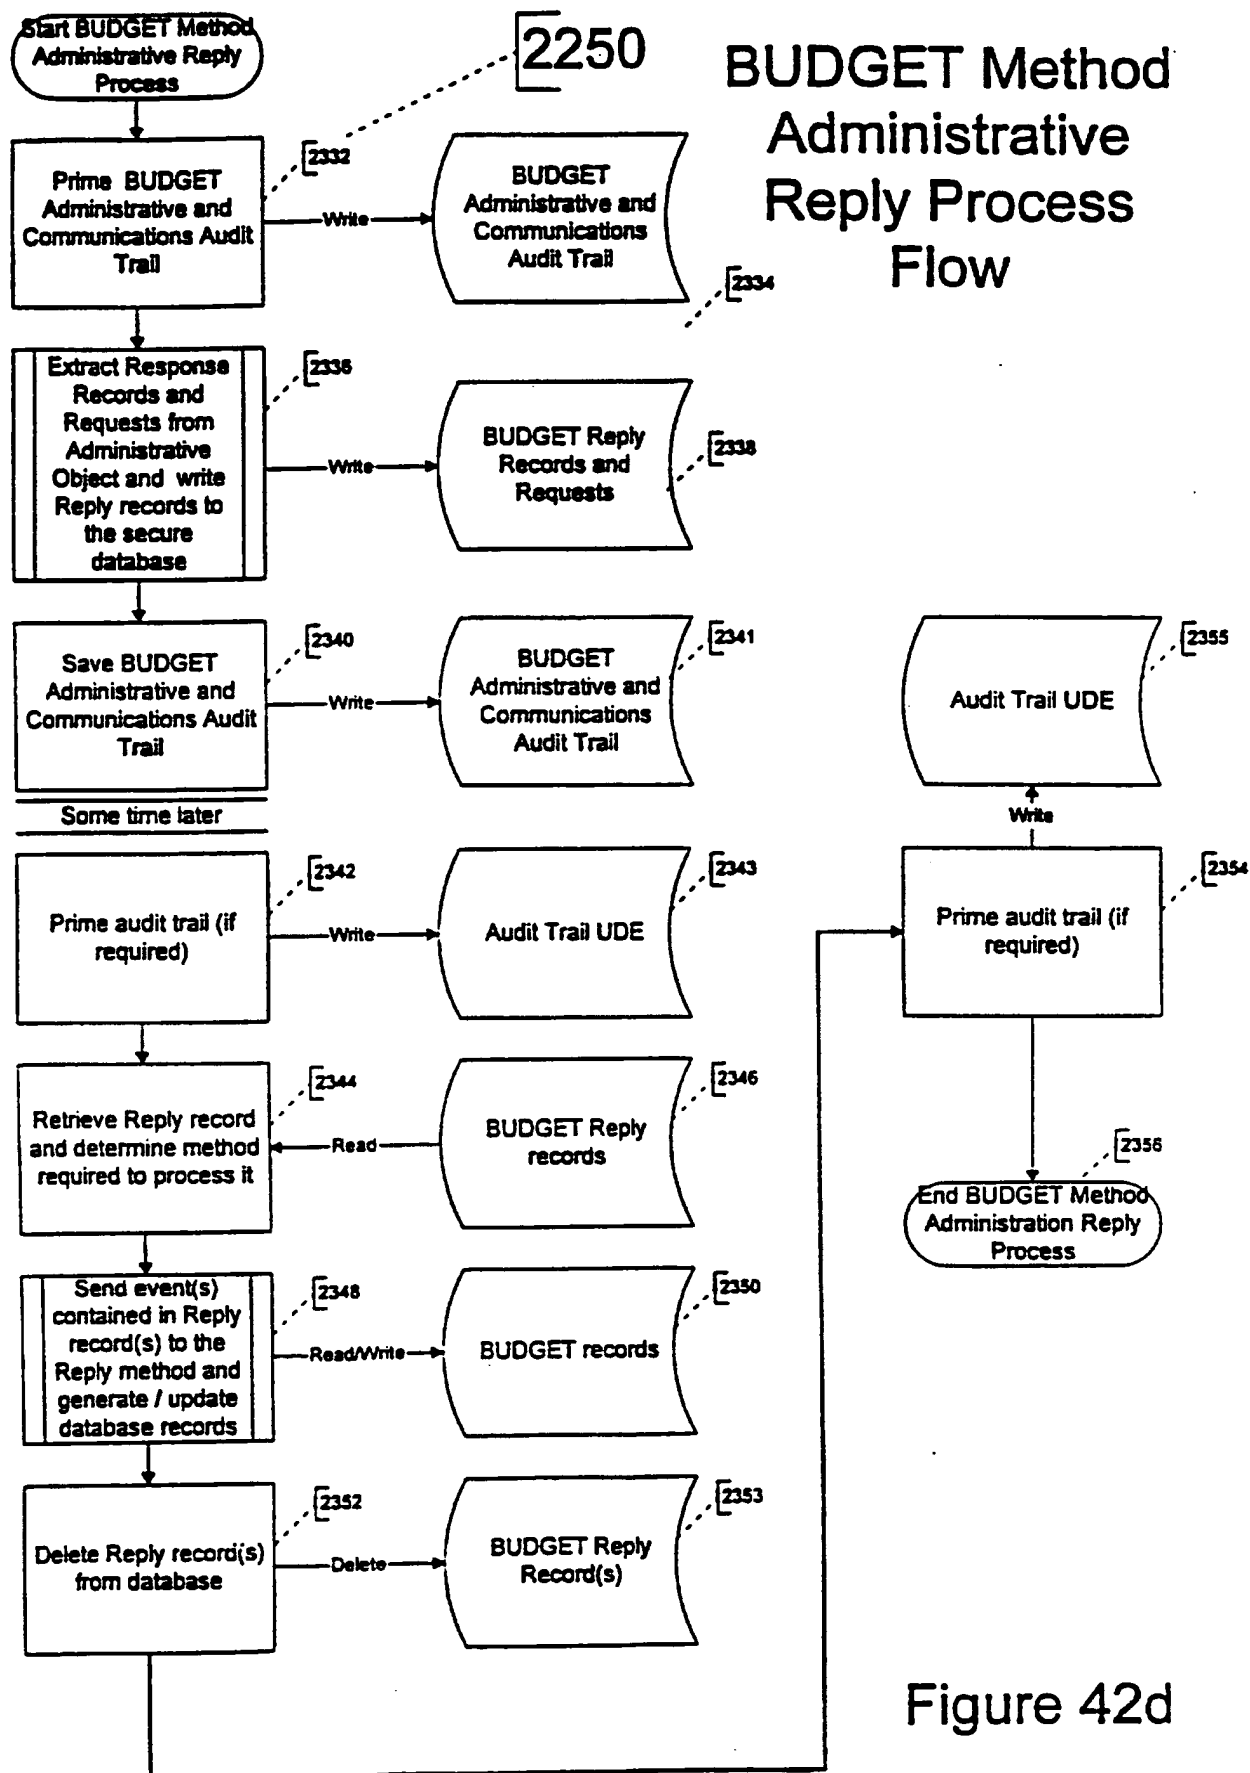 Start BUDGET Method
Administrative Reply
Process
2250
BUDGET Method
Administrative
Reply Process
Flow
2332
Prime BUDGET
Administrative and
Communications Audit
Trail
Write
BUDGET
Administrative and
Communications
Audit Trail
2334
Extract Response
Records and
Requests from
Administrative
Object and write
Reply records to
the secure
database
2336
Write
BUDGET Reply
Records and
Requests
2338
Save BUDGET
Administrative and
Communications Audit
Trail
2340
Write
BUDGET
Administrative and
Communications
Audit Trail
2341
Audit Trail UDE
2355
Write
Some time later
Prime audit trail (if
required)
2342
Write
Audit Trail UDE
2343
Prime audit trail (if
required)
2354
Retrieve Reply record
and determine method
required to process it
2344
Read
BUDGET Reply
records
2346
2356
End BUDGET Method
Administration Reply
Process
Send event(s)
contained in Reply
record(s) to the
Reply method and
generate / update
database records
2348
Read/Write
BUDGET records
2350
Delete Reply record(s)
from database
2352
Delete
BUDGET Reply
Record(s)
2353
Figure 42d